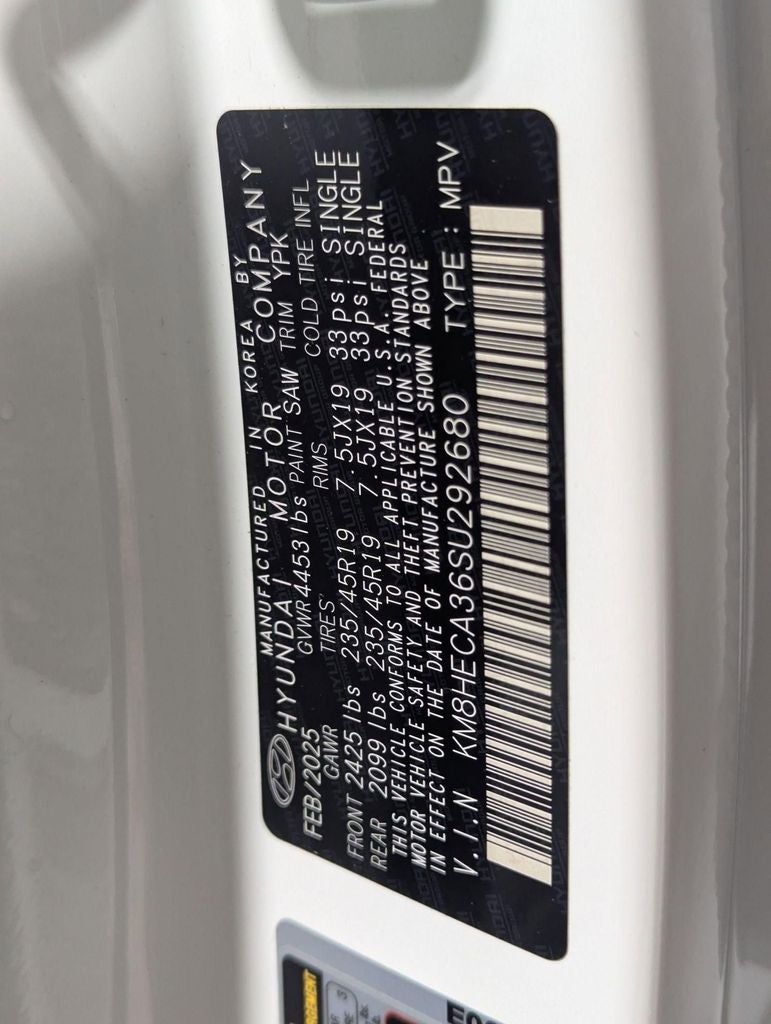 MANUFACTURED IN KOREA BY
HYUNDAI MOTOR COMPANY
FEB/2025 GVWR 4453 lbs PAINT SAW TRIM YPK
GAWR TIRES RIMS COLD TIRE INFL
FRONT 2425 lbs 235/45R19 7.5JX19 33psi SINGLE
REAR 2099 lbs 235/45R19 7.5JX19 33psi SINGLE
THIS VEHICLE CONFORMS TO ALL APPLICABLE U.S.A. FEDERAL
MOTOR VEHICLE SAFETY AND THEFT PREVENTION STANDARDS
IN EFFECT ON THE DATE OF MANUFACTURE SHOWN ABOVE
V.I N KM8HECA36SU292680 TYPE : MPV